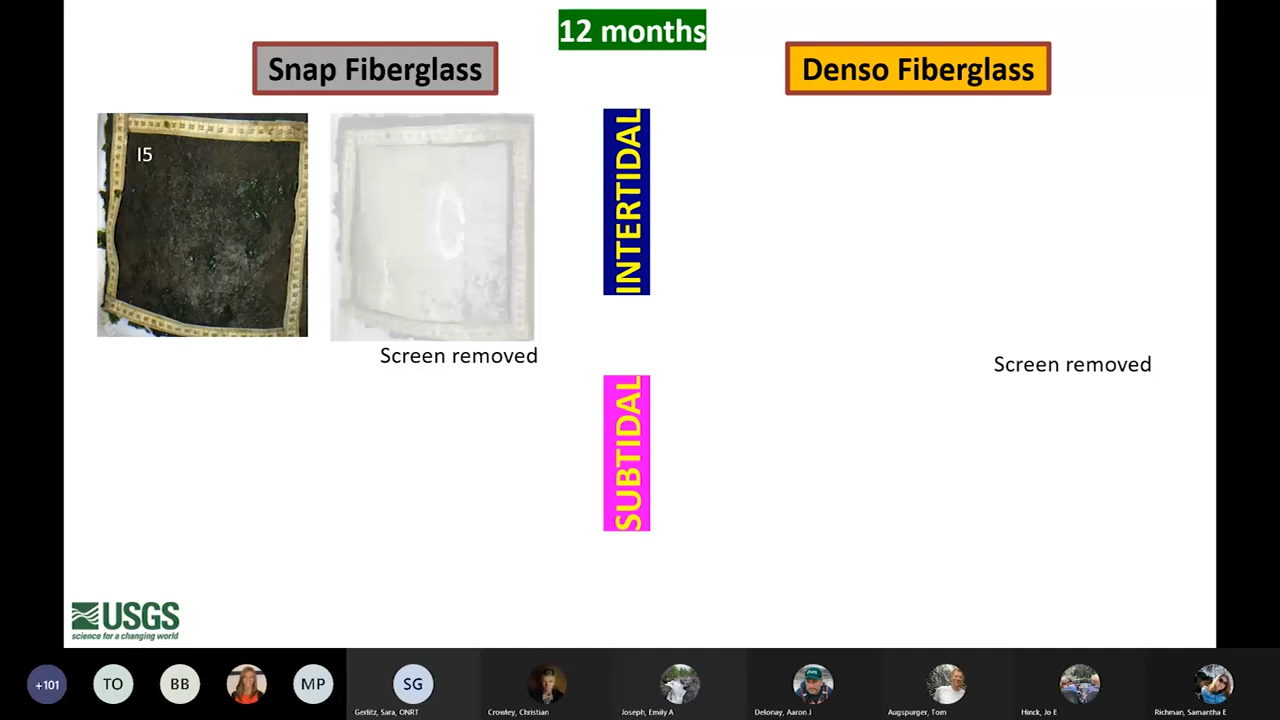 12 months
Snap Fiberglass
Denso Fiberglass
I5
INTERTIDAL
Screen removed
Screen removed
SUBTIDAL
USGS
science for a changing world
+101
TO
BB
MP
SG
Gerlitz, Sara, ONRT
Crowley, Christian
Joseph, Emily A
Delonay, Aaron J
Augspurger, Tom
Hinck, Jo E
Richman, Samantha E